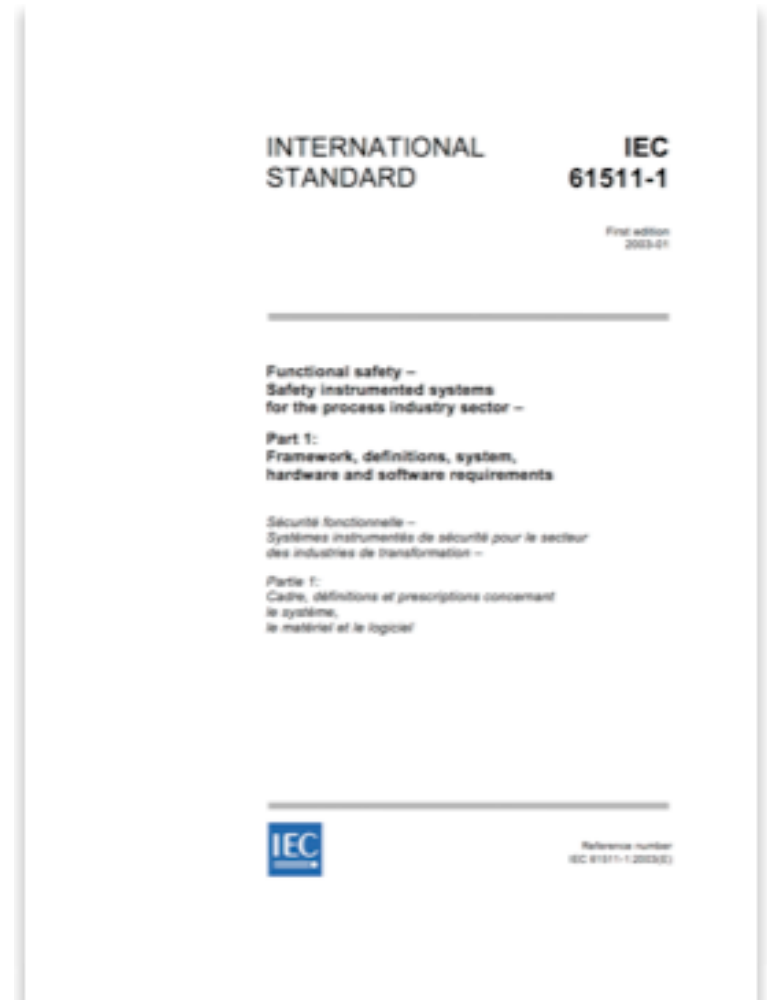 INTERNATIONAL STANDARD
IEC 61511-1
First edition
2003-01
Functional safety –
Safety instrumented systems
for the process industry sector –
Part 1:
Framework, definitions, system,
hardware and software requirements
Sécurité fonctionnelle –
Systèmes instrumentés de sécurité pour le secteur
des industries de transformation –
Partie 1:
Cadre, définitions et prescriptions concernant
le système,
le matériel et le logiciel
IEC
Reference number
IEC 61511-1:2003(E)